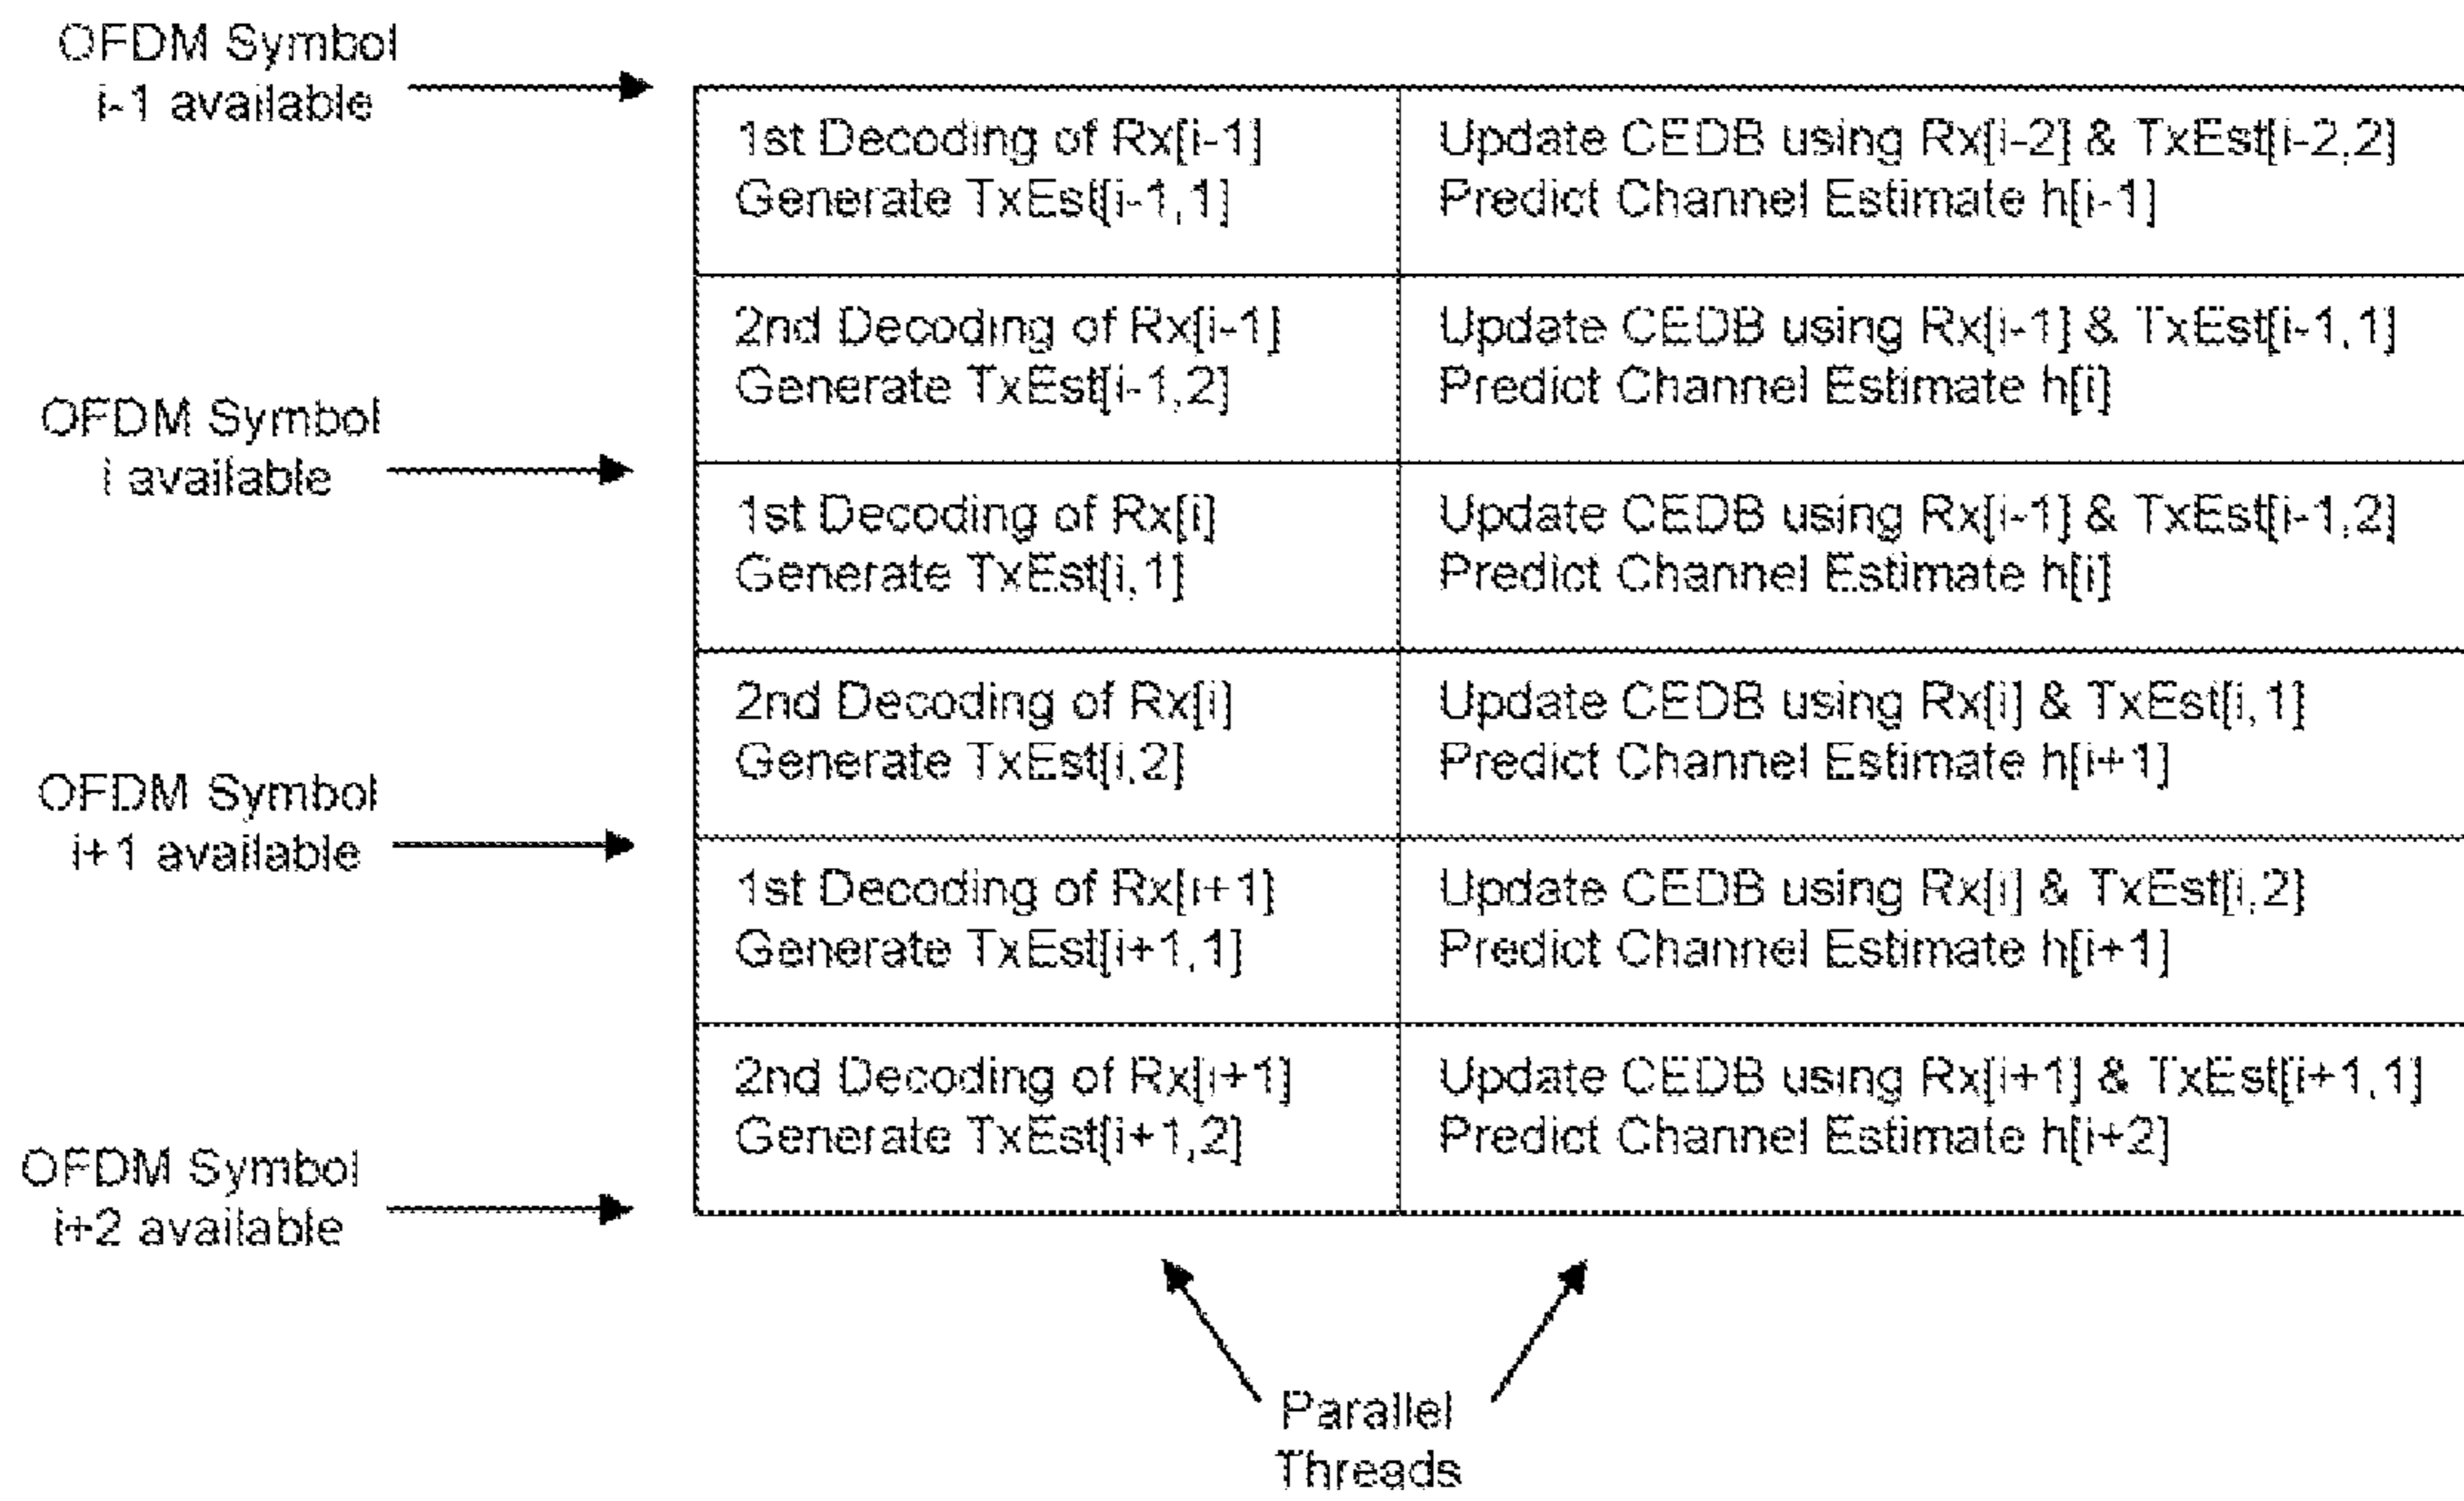 OFDM Symbol
i-1 available
1st Decoding of Rx[i-1]
Generate TxEst[i-1,1]
Update CEDB using Rx[i-2] & TxEst[i-2,2]
Predict Channel Estimate h[i-1]
2nd Decoding of Rx[i-1]
Generate TxEst[i-1,2]
Update CEDB using Rx[i-1] & TxEst[i-1,1]
Predict Channel Estimate h[i]
OFDM Symbol
i available
1st Decoding of Rx[i]
Generate TxEst[i,1]
Update CEDB using Rx[i-1] & TxEst[i-1,2]
Predict Channel Estimate h[i]
2nd Decoding of Rx[i]
Generate TxEst[i,2]
Update CEDB using Rx[i] & TxEst[i,1]
Predict Channel Estimate h[i+1]
OFDM Symbol
i+1 available
1st Decoding of Rx[i+1]
Generate TxEst[i+1,1]
Update CEDB using Rx[i] & TxEst[i,2]
Predict Channel Estimate h[i+1]
2nd Decoding of Rx[i+1]
Generate TxEst[i+1,2]
Update CEDB using Rx[i+1] & TxEst[i+1,1]
Predict Channel Estimate h[i+2]
OFDM Symbol
i+2 available
Parallel
Threads